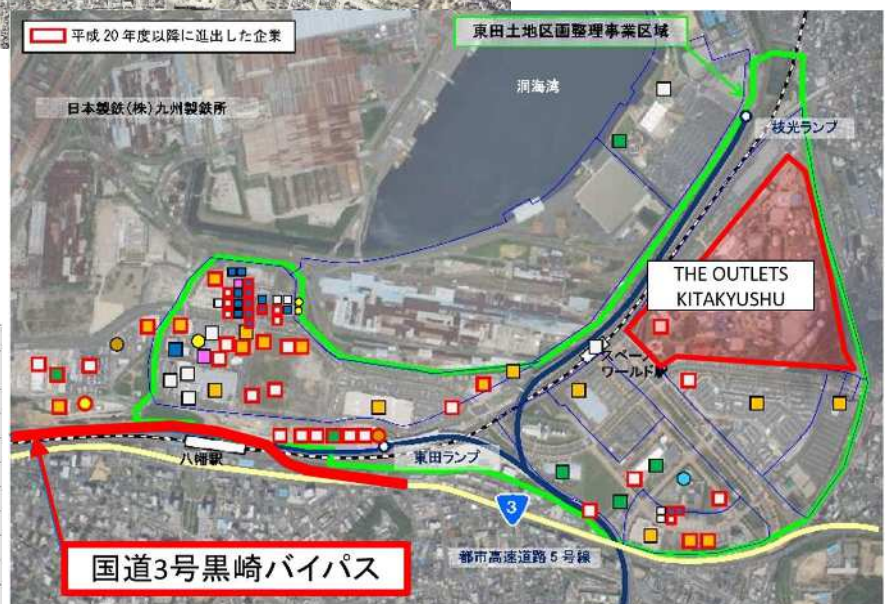 平成20年度以降に進出した企業
東田土地区画整理事業区域
洞海湾
日本製鉄(株)九州製鉄所
枝光ランプ
THE OUTLETS
KITAKYUSHU
スペース
ワールド駅
八幡駅
東田ランプ
3
都市高速道路5号線
国道3号黒崎バイパス